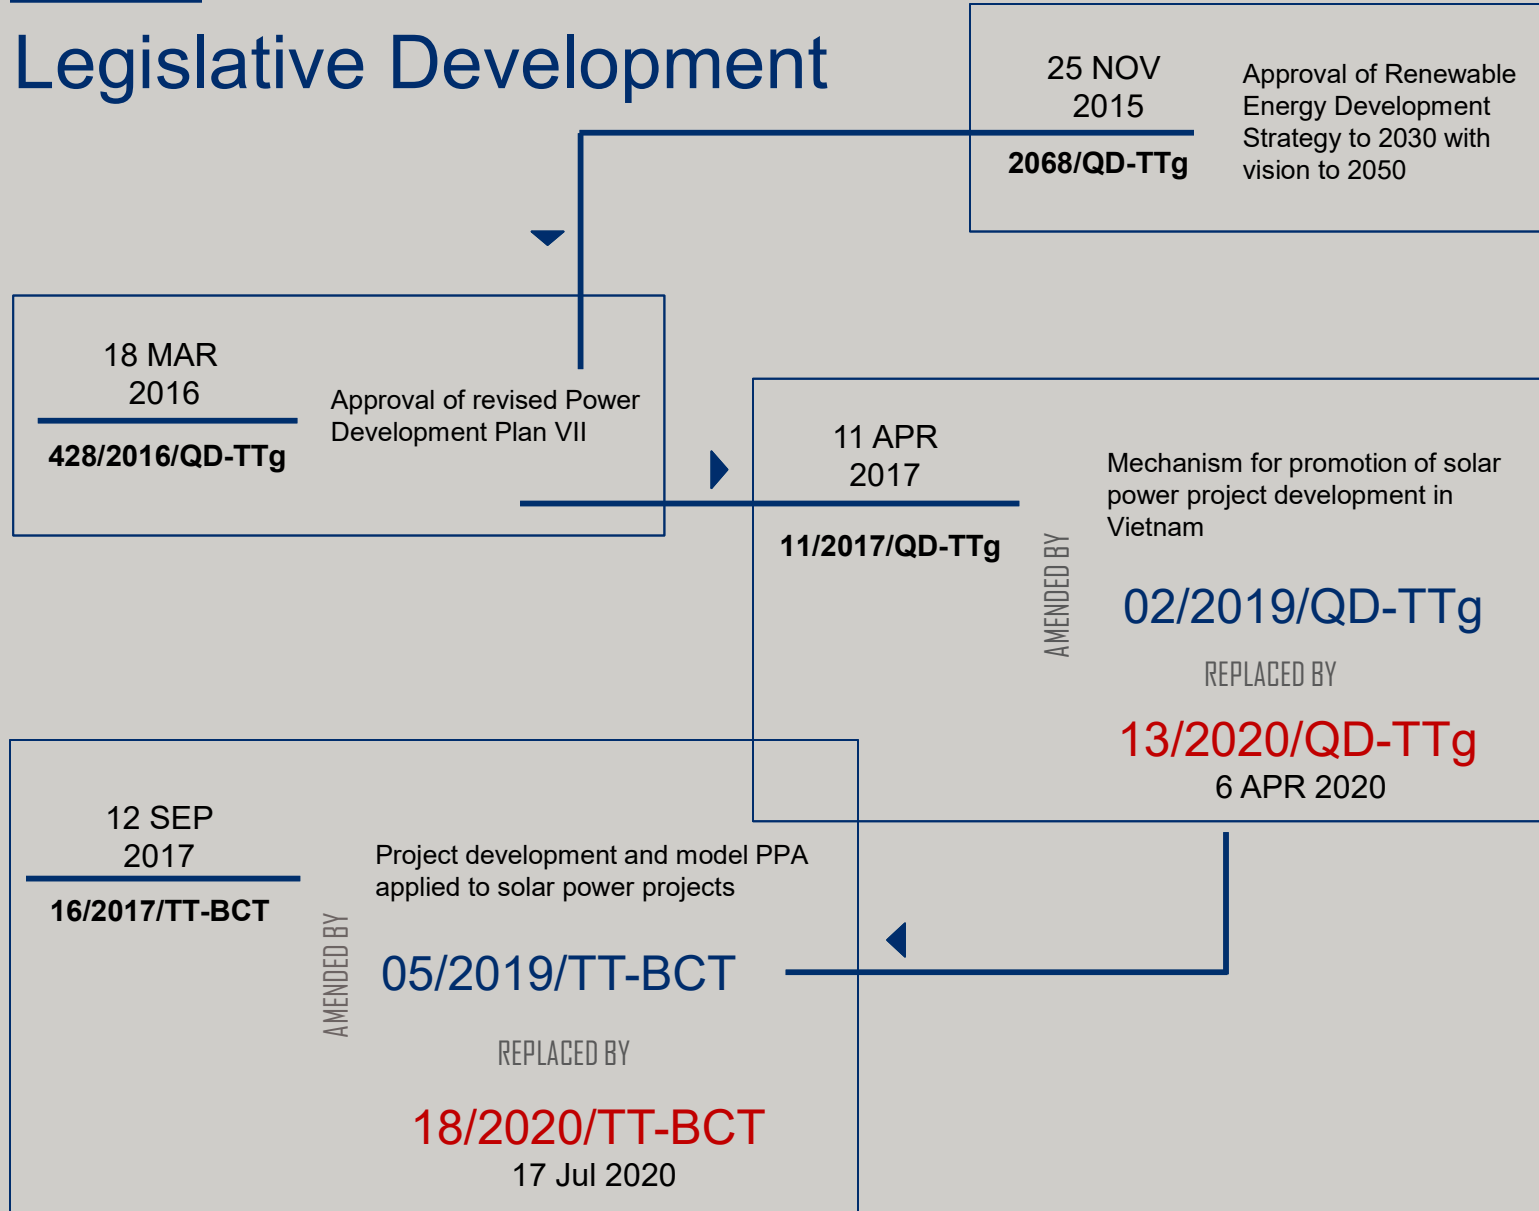 Legislative Development
25 NOV
2015
2068/QD-TTg
Approval of Renewable
Energy Development
Strategy to 2030 with
vision to 2050
18 MAR
2016
428/2016/QD-TTg
Approval of revised Power
Development Plan VII
11 APR
2017
11/2017/QD-TTg
AMENDED BY
Mechanism for promotion of solar
power project development in
Vietnam
02/2019/QD-TTg
REPLACED BY
13/2020/QD-TTg
6 APR 2020
12 SEP
2017
16/2017/TT-BCT
AMENDED BY
Project development and model PPA
applied to solar power projects
05/2019/TT-BCT
REPLACED BY
18/2020/TT-BCT
17 Jul 2020